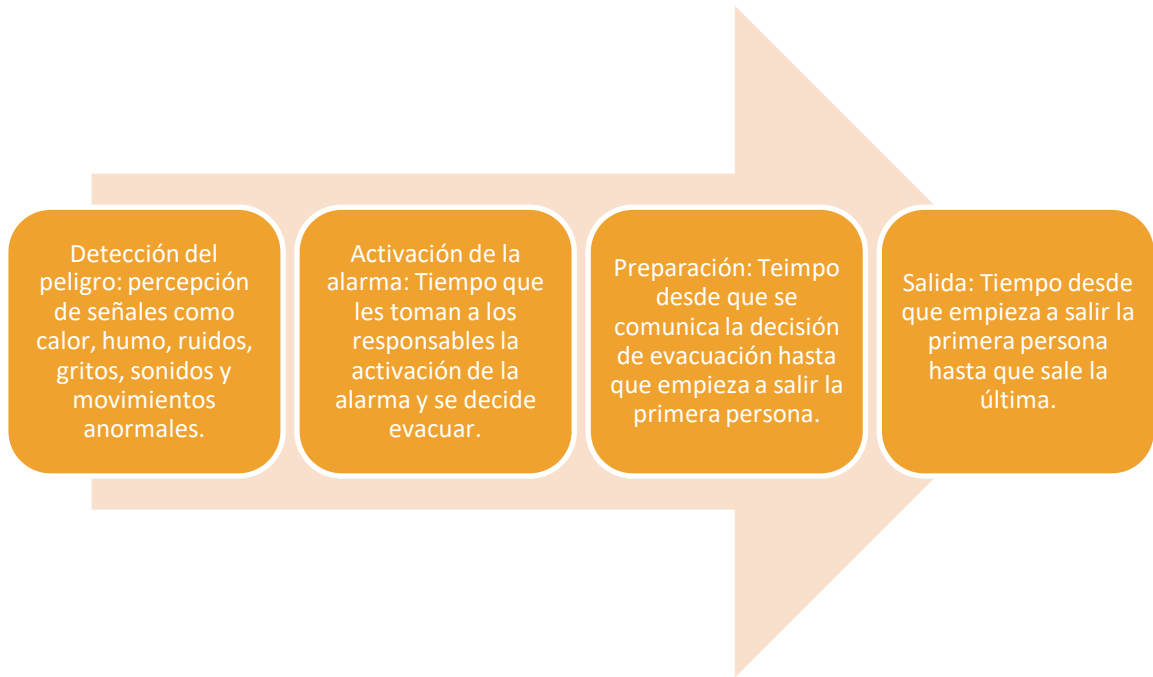 Detección del
peligro: percepción
de señales como
calor, humo, ruidos,
gritos, sonidos y
movimientos
anormales.
Activación de la
alarma: Tiempo que
les toman a los
responsables la
activación de la
alarma y se decide
evacuar.
Preparación: Teimpo
desde que se
comunica la decisión
de evacuación hasta
que empieza a salir la
primera persona.
Salida: Tiempo desde
que empieza a salir la
primera persona
hasta que sale la
última.